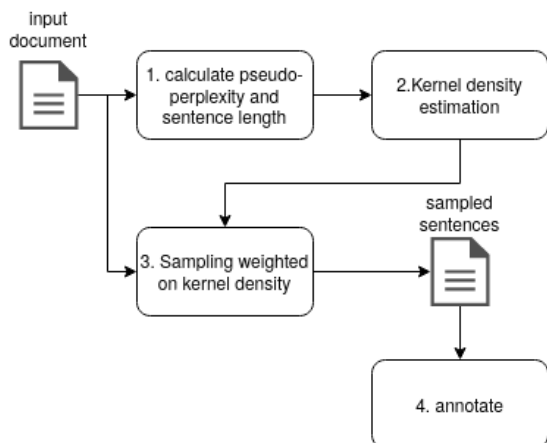 input
document
1. calculate pseudo-
perplexity and
sentence length
2.Kernel density
estimation
3. Sampling weighted
on kernel density
sampled
sentences
4. annotate